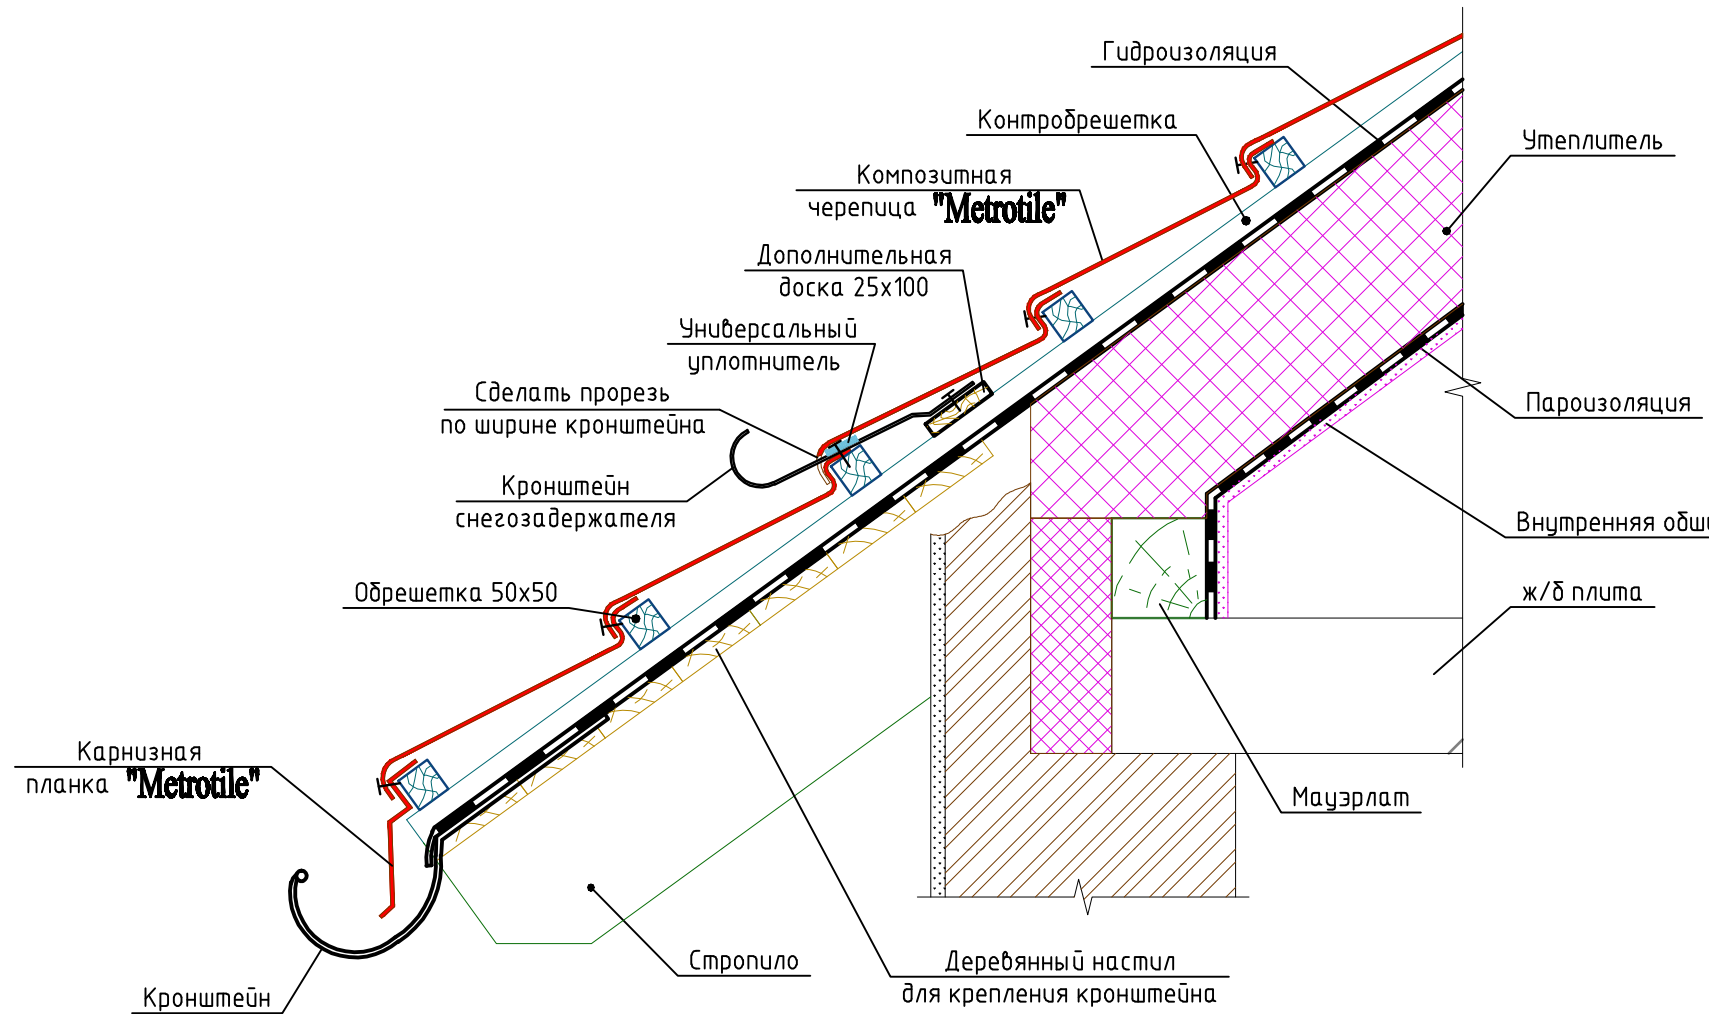 Гидроизоляция
Контробрешетка
Утеплитель
Композитная
черепица "Metrotile"
Дополнительная
доска 25х100
Универсальный
уплотнитель
Сделать прорезь
по ширине кронштейна
Пароизоляция
Кронштейн
снегозадержателя
Внутренняя
Обрешетка 50х50
ж/б плита
Карнизная
планка "Metrotile"
Мауэрлат
Стропило
Деревянный настил
для крепления кронштейна
Кронштейн